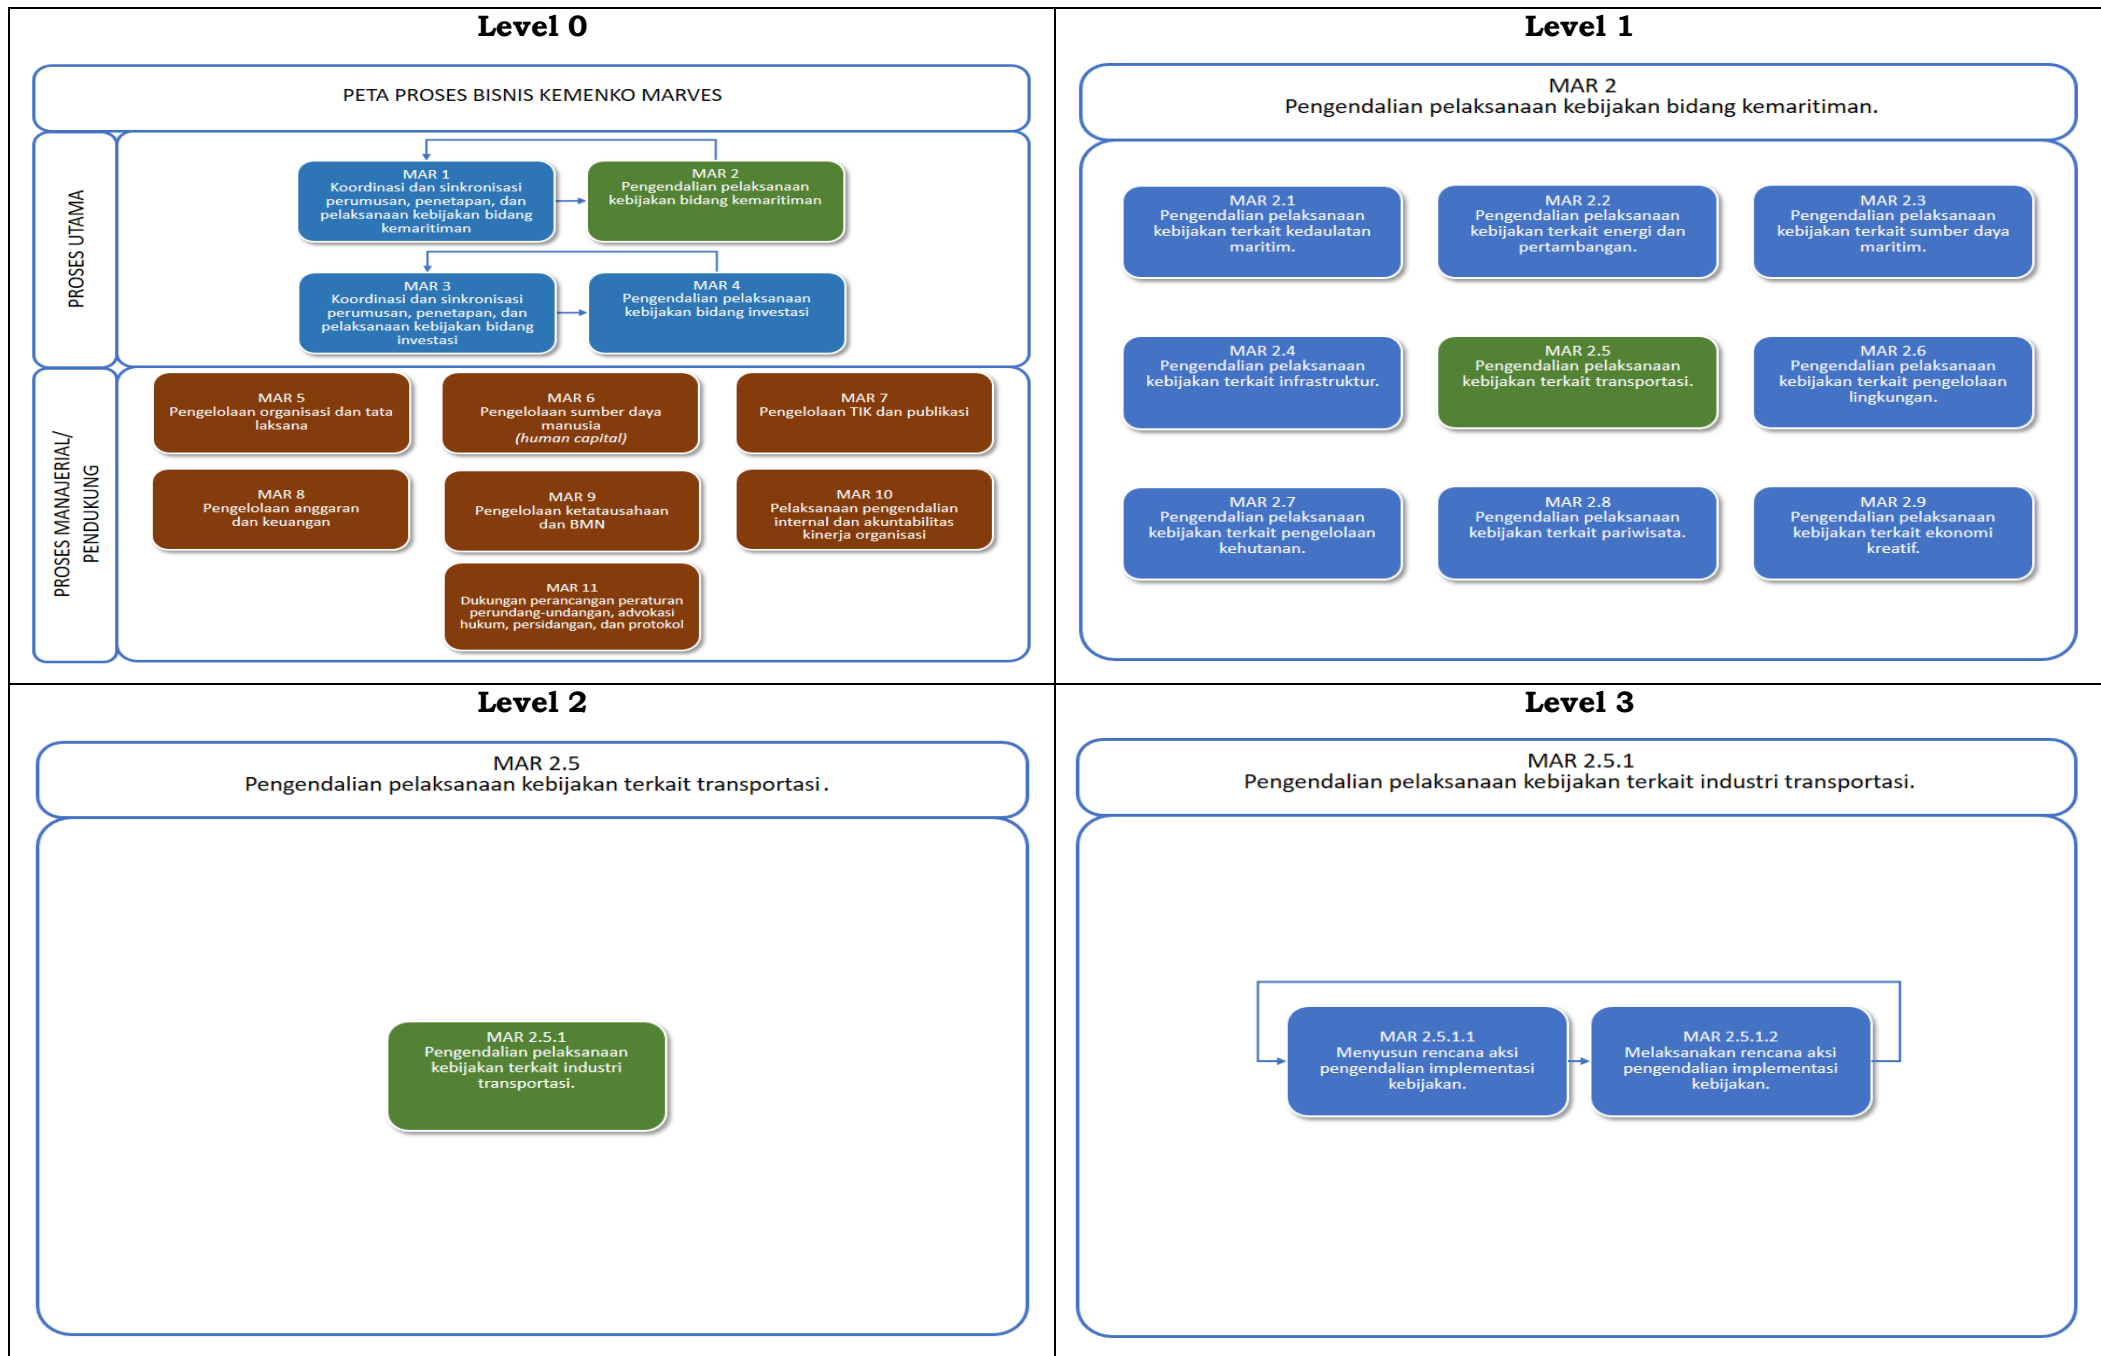 Level 0
PETA PROSES BISNIS KEMENKO MARVES
PROSES UTAMA
MAR 1
Koordinasi dan sinkronisasi
perumusan, penetapan, dan
pelaksanaan kebijakan bidang
kemaritiman
MAR 2
Pengendalian pelaksanaan
kebijakan bidang kemaritiman
MAR 3
Koordinasi dan sinkronisasi
perumusan, penetapan, dan
pelaksanaan kebijakan bidang
investasi
MAR 4
Pengendalian pelaksanaan
kebijakan bidang investasi
PROSES MANAJERIAL/
PENDUKUNG
MAR 5
Pengelolaan organisasi dan tata
laksana
MAR 6
Pengelolaan sumber daya
manusia
(human capital)
MAR 7
Pengelolaan TIK dan publikasi
MAR 8
Pengelolaan anggaran
dan keuangan
MAR 9
Pengelolaan ketatausahaan
dan BMN
MAR 10
Pelaksanaan pengendalian
internal dan akuntabilitas
kinerja organisasi
MAR 11
Dukungan perancangan peraturan
perundang-undangan, advokasi
hukum, persidangan, dan protokol
Level 1
MAR 2
Pengendalian pelaksanaan kebijakan bidang kemaritiman.
MAR 2.1
Pengendalian pelaksanaan
kebijakan terkait kedaulatan
maritim.
MAR 2.2
Pengendalian pelaksanaan
kebijakan terkait energi dan
pertambangan.
MAR 2.3
Pengendalian pelaksanaan
kebijakan terkait sumber daya
maritim.
MAR 2.4
Pengendalian pelaksanaan
kebijakan terkait infrastruktur.
MAR 2.5
Pengendalian pelaksanaan
kebijakan terkait transportasi.
MAR 2.6
Pengendalian pelaksanaan
kebijakan terkait pengelolaan
lingkungan.
MAR 2.7
Pengendalian pelaksanaan
kebijakan terkait pengelolaan
kehutanan.
MAR 2.8
Pengendalian pelaksanaan
kebijakan terkait pariwisata.
MAR 2.9
Pengendalian pelaksanaan
kebijakan terkait ekonomi
kreatif.
Level 2
MAR 2.5
Pengendalian pelaksanaan kebijakan terkait transportasi.
MAR 2.5.1
Pengendalian pelaksanaan
kebijakan terkait industri
transportasi.
Level 3
MAR 2.5.1
Pengendalian pelaksanaan kebijakan terkait industri transportasi.
MAR 2.5.1.1
Menyusun rencana aksi
pengendalian implementasi
kebijakan.
MAR 2.5.1.2
Melaksanakan rencana aksi
pengendalian implementasi
kebijakan.